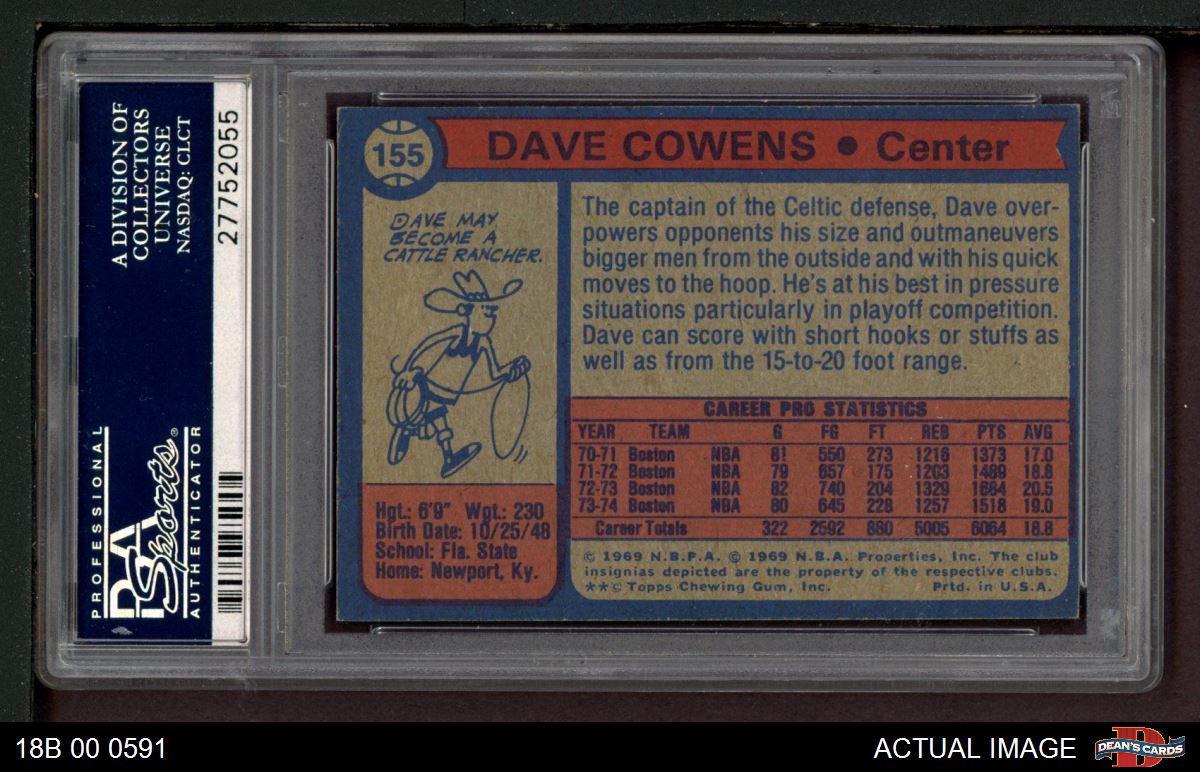 A DIVISION OF
COLLECTORS
UNIVERSE
NASDAQ: CLCT
27752055
PROFESSIONAL
PSA
Sports®
AUTHENTICATOR
155
DAVE COWENS • Center
DAVE MAY
BECOME A
CATTLE RANCHER.
The captain of the Celtic defense, Dave over-
powers opponents his size and outmaneuvers
bigger men from the outside and with his quick
moves to the hoop. He's at his best in pressure
situations particularly in playoff competition.
Dave can score with short hooks or stuffs as
well as from the 15-to-20 foot range.
CAREER PRO STATISTICS
YEAR TEAM G FG FT REB PTS AVG
70-71 Boston NBA 81 550 273 1216 1373 17.0
71-72 Boston NBA 79 657 175 1203 1489 18.8
72-73 Boston NBA 82 740 204 1329 1684 20.5
73-74 Boston NBA 80 645 228 1257 1518 19.0
Career Totals 322 2592 880 5005 6064 18.8
Hgt.: 6'9" Wgt.: 230
Birth Date: 10/25/48
School: Fla. State
Home: Newport, Ky.
© 1969 N.B.P.A. © 1969 N.B.A. Properties, Inc. The club
insignias depicted are the property of the respective clubs.
**© Topps Chewing Gum, Inc. Prtd. in U.S.A.
18B 00 0591
ACTUAL IMAGE
D
DEAN'S CARDS